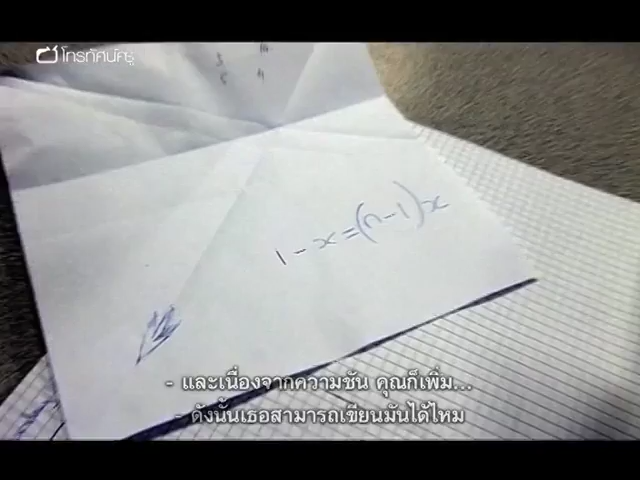 โทรทัศน์ครู
1 - x = (n - 1) x
- และเนื่องจากความชัน คุณก็เพิ่ม...
- ดังนั้นเธอสามารถเขียนมันได้ไหม